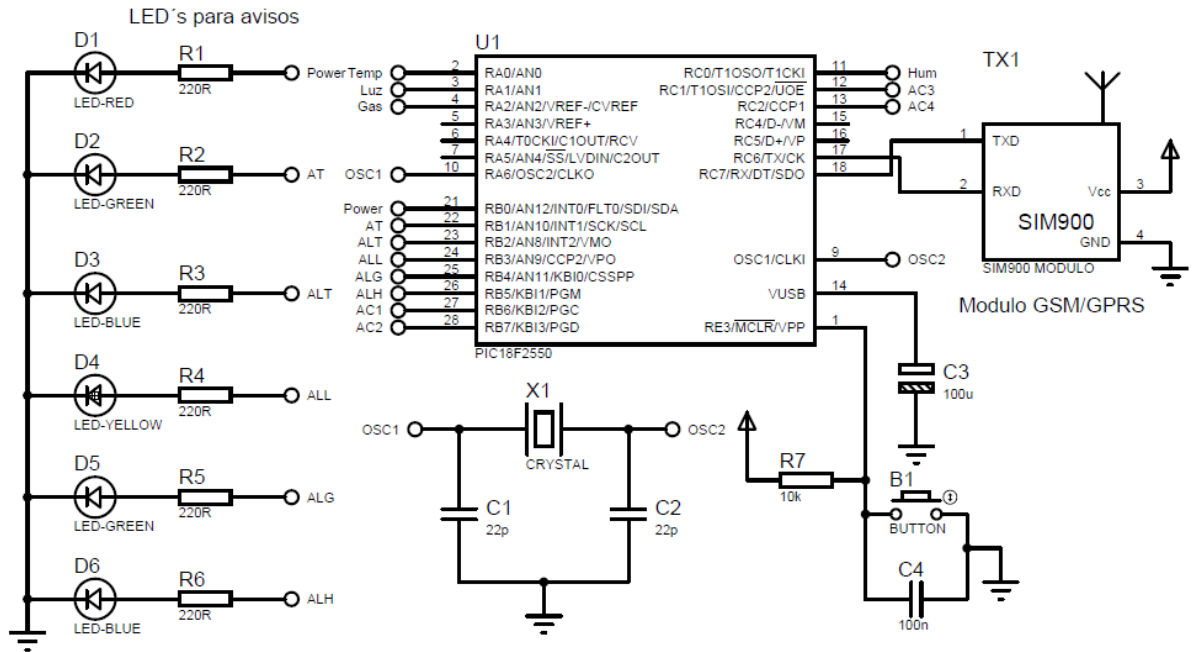 LED´s para avisos
D1
R1
LED-RED
220R
Power
D2
R2
LED-GREEN
220R
AT
D3
R3
LED-BLUE
220R
ALT
D4
R4
LED-YELLOW
220R
ALL
D5
R5
LED-GREEN
220R
ALG
D6
R6
LED-BLUE
220R
ALH
U1
Temp 2 RA0/AN0
Luz 3 RA1/AN1
Gas 4 RA2/AN2/VREF-/CVREF
5 RA3/AN3/VREF+
6 RA4/T0CKI/C1OUT/RCV
7 RA5/AN4/SS/LVDIN/C2OUT
OSC1 10 RA6/OSC2/CLKO
Power 21 RB0/AN12/INT0/FLT0/SDI/SDA
AT 22 RB1/AN10/INT1/SCK/SCL
ALT 23 RB2/AN8/INT2/VMO
ALL 24 RB3/AN9/CCP2/VPO
ALG 25 RB4/AN11/KBI0/CSSPP
ALH 26 RB5/KBI1/PGM
AC1 27 RB6/KBI2/PGC
AC2 28 RB7/KBI3/PGD
RC0/T1OSO/T1CKI 11 Hum
RC1/T1OSI/CCP2/UOE 12 AC3
RC2/CCP1 13 AC4
RC4/D-/VM 15
RC5/D+/VP 16
RC6/TX/CK 17
RC7/RX/DT/SDO 18
OSC1/CLKI 9 OSC2
VUSB 14
RE3/MCLR/VPP 1
PIC18F2550
TX1
1 TXD
2 RXD
Vcc 3
SIM900
GND 4
SIM900 MODULO
Modulo GSM/GPRS
C3
100u
X1
OSC1
OSC2
CRYSTAL
C1
22p
C2
22p
R7
10k
B1
BUTTON
C4
100n